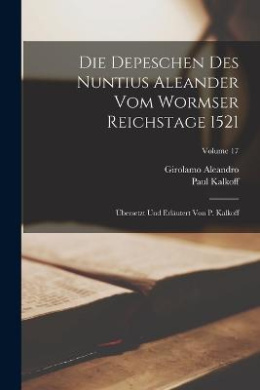 Die Depeschen Des
Nuntius Aleander
Vom Wormser
Reichstage 1521
Volume 17
Girolamo Aleandro
Paul Kalkoff
Übersetzt Und Erläutert Von P. Kalkoff